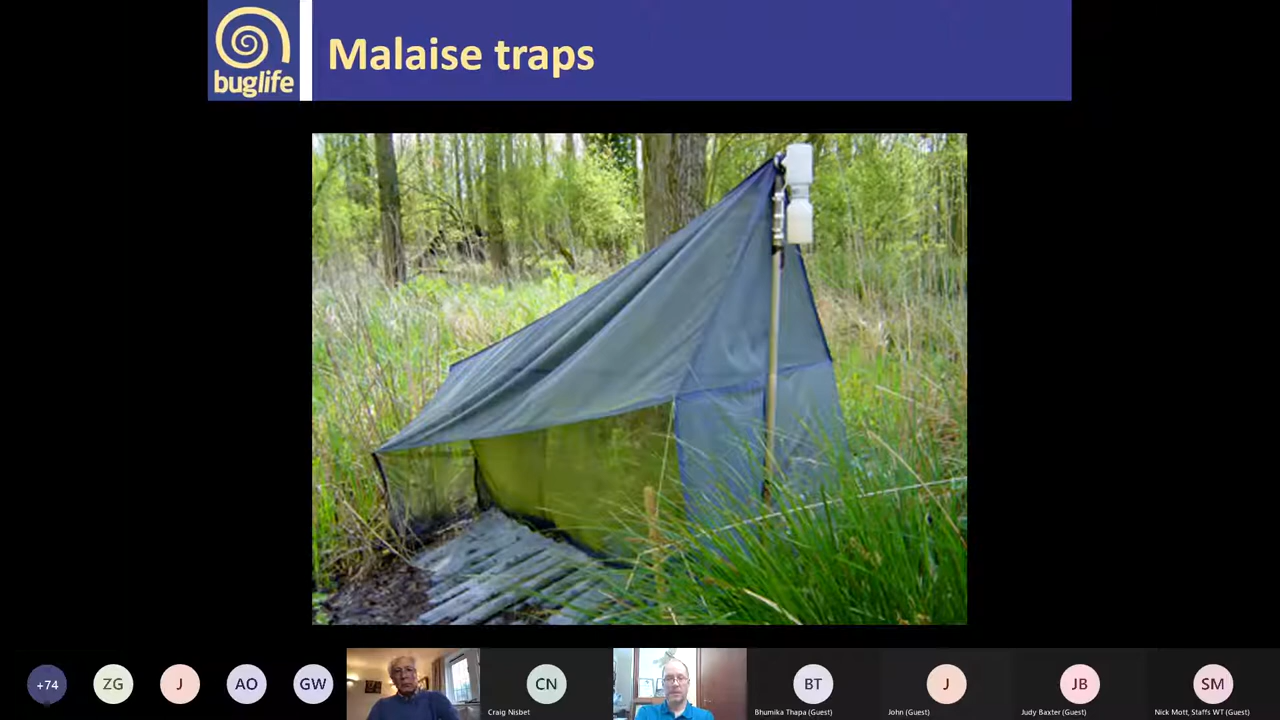 buglife
Malaise traps
+74
ZG
J
AO
GW
CN
Craig Nisbet
BT
Bhumika Thapa (Guest)
J
John (Guest)
JB
Judy Baxter (Guest)
SM
Nick Mott, Staffs WT (Guest)